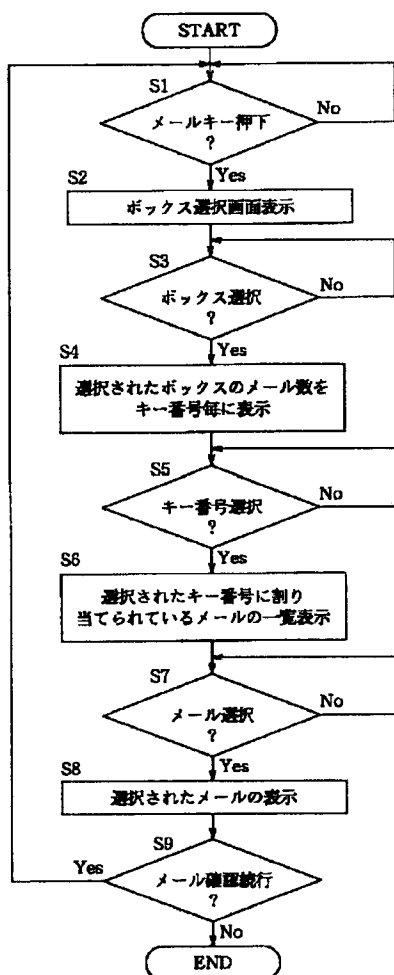 START
S1
メールキー押下
?
No
Yes
S2
ボックス選択画面表示
S3
ボックス選択
?
No
Yes
S4
選択されたボックスのメール数を
キー番号毎に表示
S5
キー番号選択
?
No
Yes
S6
選択されたキー番号に割り
当てられているメールの一覧表示
S7
メール選択
?
No
Yes
S8
選択されたメールの表示
S9
メール確認続行
?
Yes
No
END